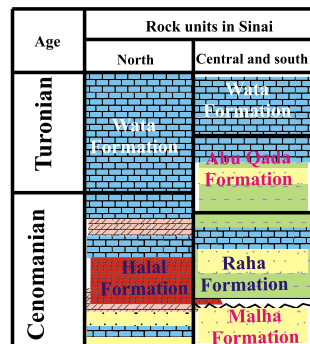 Age
Rock units in Sinai
North
Central and south
Turonian
Wata
Formation
Wata
Formation
Abu Qada
Formation
Cenomanian
Halal
Formation
Raha
Formation
Malha
Formation